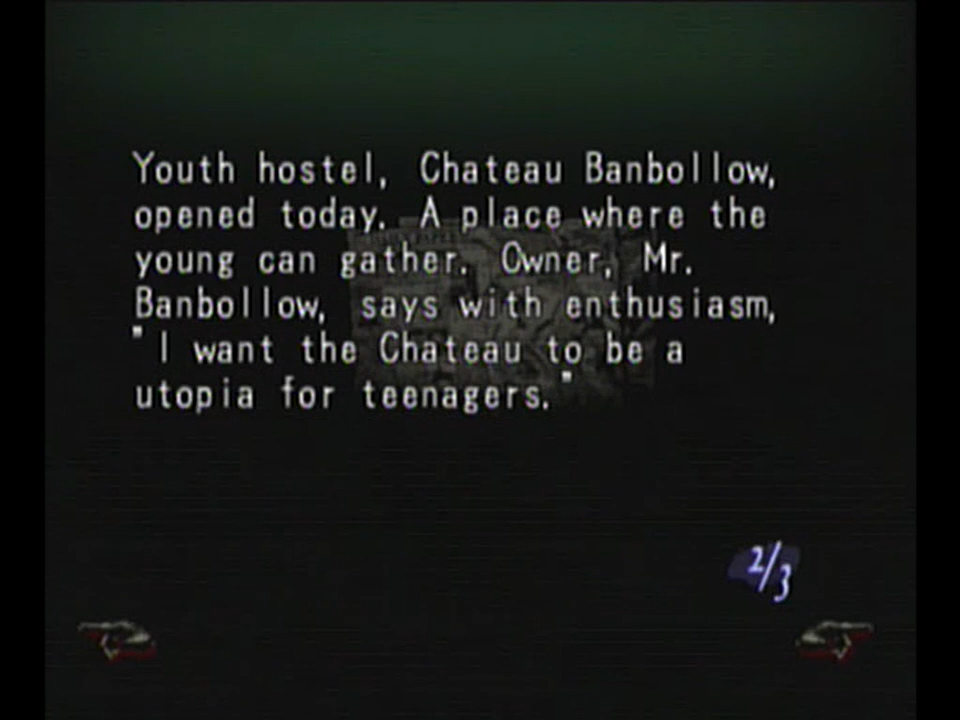 Youth hostel, Chateau Banbollow,
opened today. A place where the
young can gather. Owner, Mr.
Banbollow, says with enthusiasm,
"I want the Chateau to be a
utopia for teenagers."
2/3